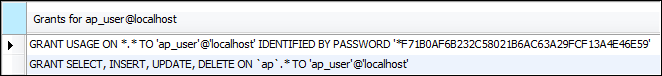 Grants for ap_user@localhost
GRANT USAGE ON *.* TO 'ap_user'@'localhost' IDENTIFIED BY PASSWORD '*F71B0AF6B232C58021B6AC63A29FCF13A4E46E59'
GRANT SELECT, INSERT, UPDATE, DELETE ON `ap`.* TO 'ap_user'@'localhost'